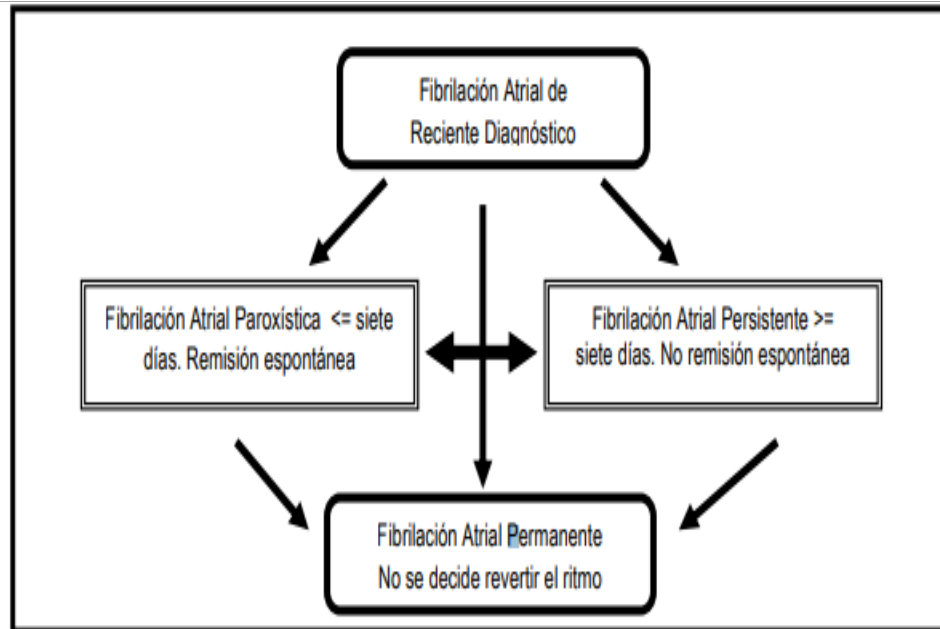 Fibrilación Atrial de
Reciente Diagnóstico
Fibrilación Atrial Paroxística <= siete
días. Remisión espontánea
Fibrilación Atrial Persistente >=
siete días. No remisión espontánea
Fibrilación Atrial Permanente
No se decide revertir el ritmo